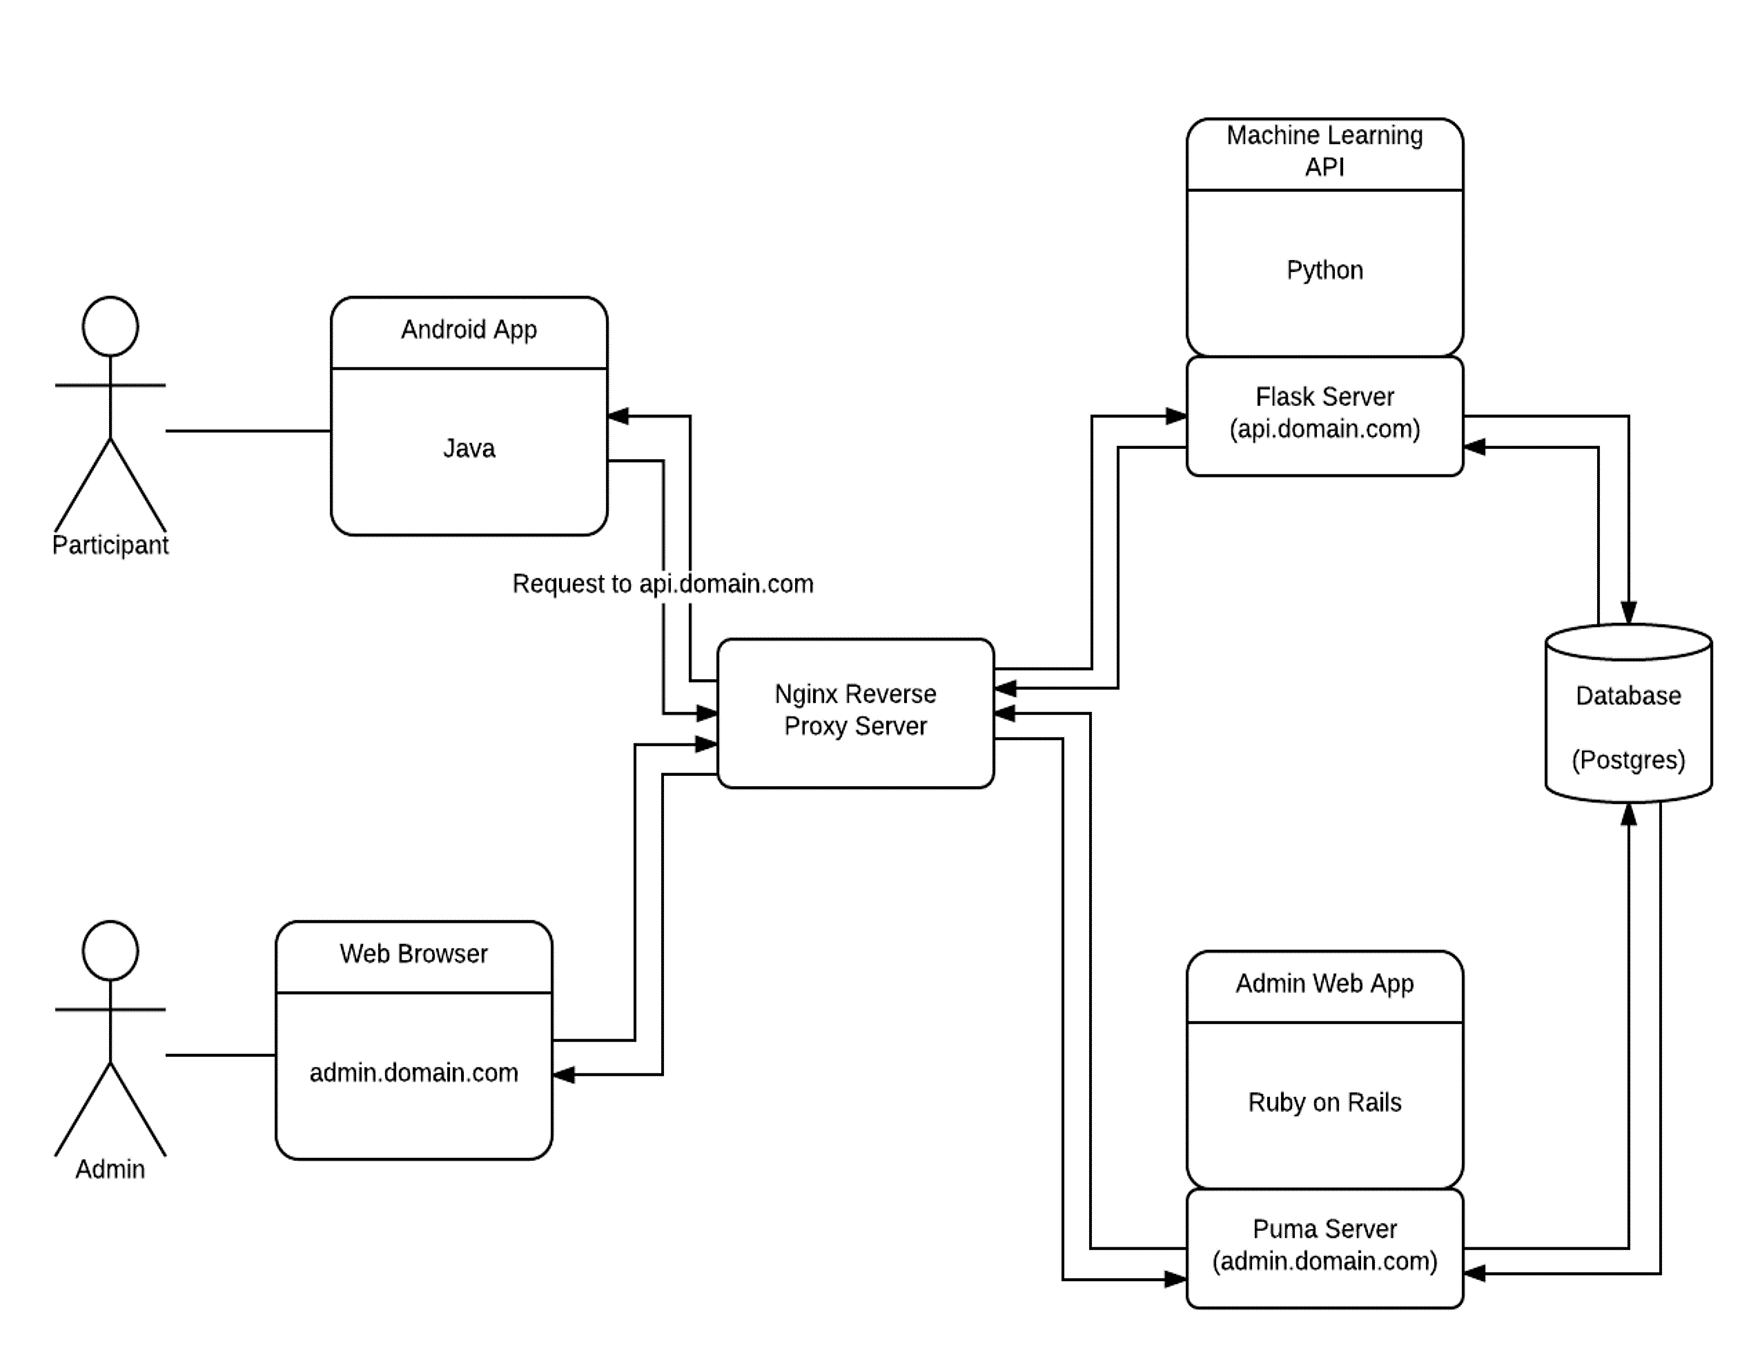 Machine Learning
API
Python
Flask Server
(api.domain.com)
Android App
Java
Participant
Request to api.domain.com
Nginx Reverse
Proxy Server
Database
(Postgres)
Web Browser
admin.domain.com
Admin
Admin Web App
Ruby on Rails
Puma Server
(admin.domain.com)